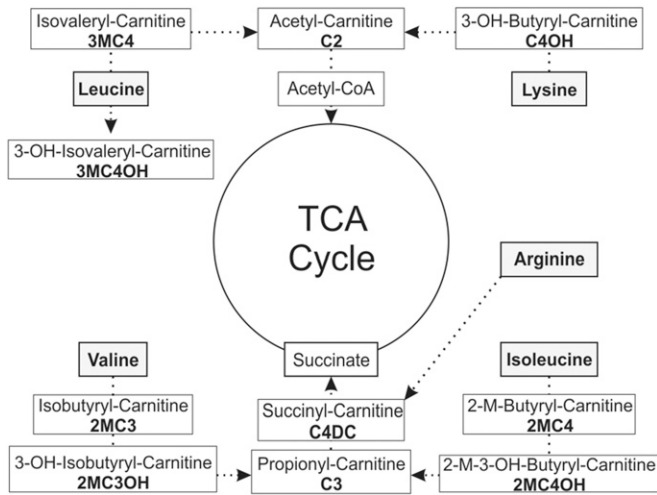 Isovaleryl-Carnitine
3MC4
Acetyl-Carnitine
C2
3-OH-Butyryl-Carnitine
C4OH
Leucine
Acetyl-CoA
Lysine
3-OH-Isovaleryl-Carnitine
3MC4OH
TCA
Cycle
Arginine
Valine
Succinate
Isoleucine
Isobutyryl-Carnitine
2MC3
Succinyl-Carnitine
C4DC
2-M-Butyryl-Carnitine
2MC4
3-OH-Isobutyryl-Carnitine
2MC3OH
Propionyl-Carnitine
C3
2-M-3-OH-Butyryl-Carnitine
2MC4OH